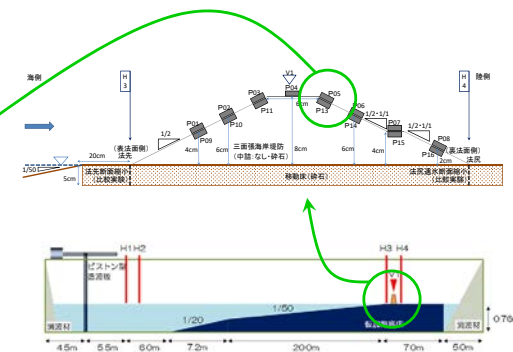 海側
H3
V1
H4
陸側
P03
P04
P05
P11
6cm
P13
P02
P06
1/2・1/1
P01
P10
P14
P07
1/2・1/1
1/2
P09
P15
P08
20cm
(表法面側)
法先
4cm
6cm
三面張海岸堤防
(中詰:なし・砕石)
8cm
6cm
4cm
P16
2cm
(裏法面側)
法尻
1/50
5cm
法先断面縮小
(比較実験)
移動床(砕石)
法尻通水断面縮小
(比較実験)
H1 H2
H3 H4
ピストン型
造波板
V1
1/50
1/20
消波材
消波材
0.76
4.5m 5.5m 6.0m 7.2m 20.0m 7.0m 5.0m